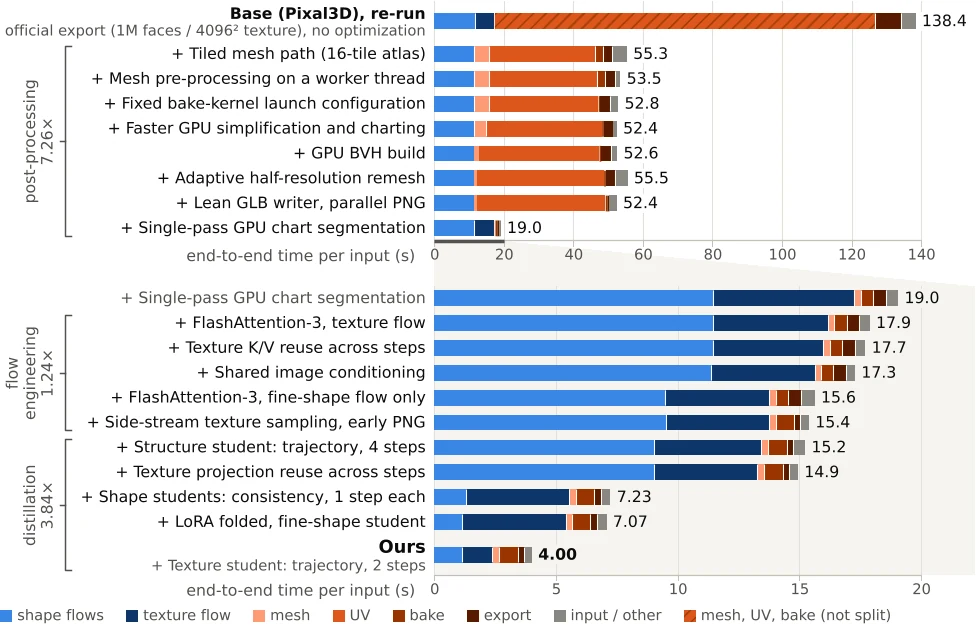 Base (Pixal3D), re-run
official export (1M faces / 4096² texture), no optimization
138.4
post-processing
7.26×
+ Tiled mesh path (16-tile atlas) 55.3
+ Mesh pre-processing on a worker thread 53.5
+ Fixed bake-kernel launch configuration 52.8
+ Faster GPU simplification and charting 52.4
+ GPU BVH build 52.6
+ Adaptive half-resolution remesh 55.5
+ Lean GLB writer, parallel PNG 52.4
+ Single-pass GPU chart segmentation 19.0
end-to-end time per input (s) 0 20 40 60 80 100 120 140
+ Single-pass GPU chart segmentation 19.0
flow
engineering
1.24×
+ FlashAttention-3, texture flow 17.9
+ Texture K/V reuse across steps 17.7
+ Shared image conditioning 17.3
+ FlashAttention-3, fine-shape flow only 15.6
+ Side-stream texture sampling, early PNG 15.4
distillation
3.84×
+ Structure student: trajectory, 4 steps 15.2
+ Texture projection reuse across steps 14.9
+ Shape students: consistency, 1 step each 7.23
+ LoRA folded, fine-shape student 7.07
Ours 4.00
+ Texture student: trajectory, 2 steps
end-to-end time per input (s) 0 5 10 15 20
shape flows texture flow mesh UV bake export input / other mesh, UV, bake (not split)